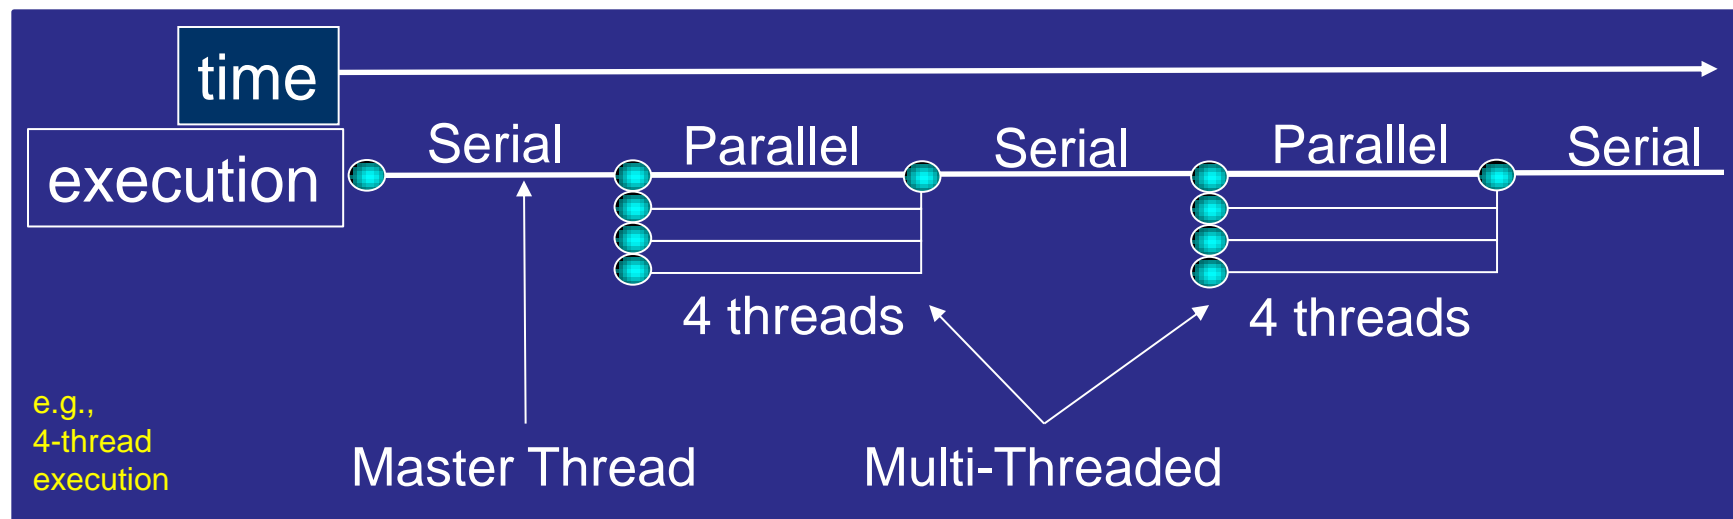 time
execution
Serial
Parallel
Serial
Parallel
Serial
4 threads
4 threads
e.g.,
4-thread
execution
Master Thread
Multi-Threaded